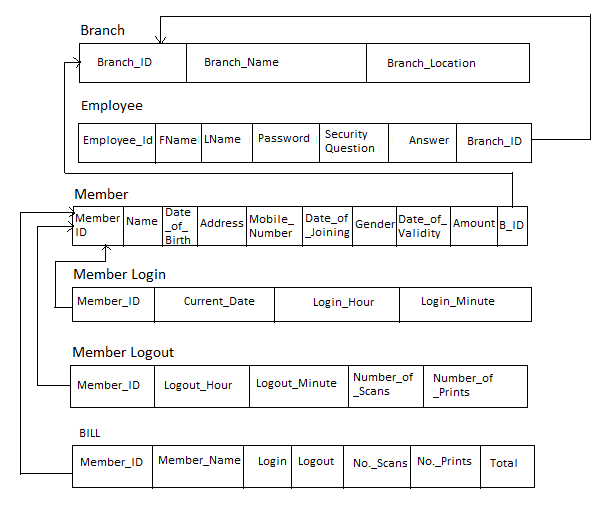 Branch
Branch_ID Branch_Name Branch_Location
Employee
Employee_Id FName LName Password Security Question Answer Branch_ID
Member
Member ID Name Date _of_ Birth Address Mobile_ Number Date_of _Joining Gender Date_of_ Validity Amount B_ID
Member Login
Member_ID Current_Date Login_Hour Login_Minute
Member Logout
Member_ID Logout_Hour Logout_Minute Number_of _Scans Number_of _Prints
BILL
Member_ID Member_Name Login Logout No._Scans No._Prints Total